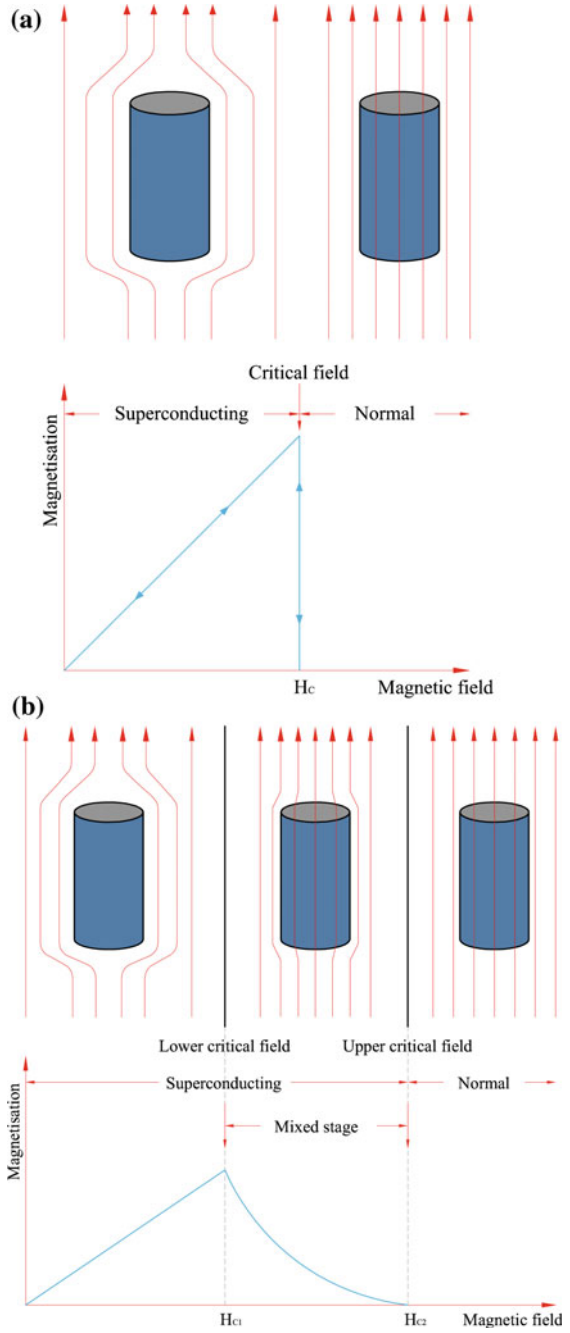 (a)
Critical field
Superconducting Normal
Magnetisation
Hc Magnetic field
(b)
Lower critical field Upper critical field
Superconducting Normal
Mixed stage
Magnetisation
HC1 HC2 Magnetic field